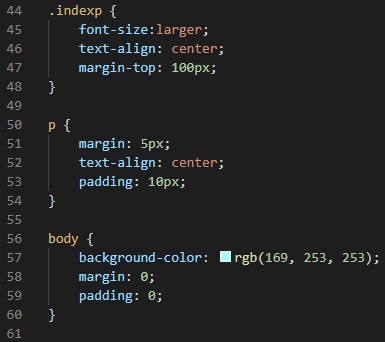 44 .indexp {
45     font-size:larger;
46     text-align: center;
47     margin-top: 100px;
48 }
49
50 p {
51     margin: 5px;
52     text-align: center;
53     padding: 10px;
54 }
55
56 body {
57     background-color: rgb(169, 253, 253);
58     margin: 0;
59     padding: 0;
60 }
61